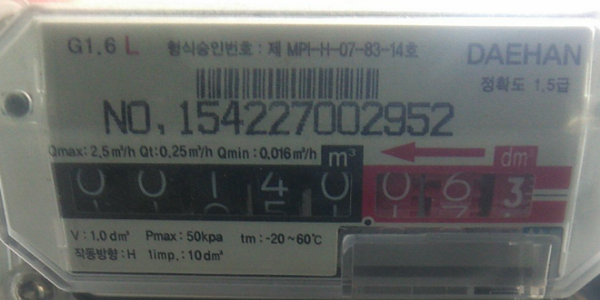 G1.6 L 형식승인번호 : 제 MPI-H-07-83-14호
DAEHAN
정확도 1.5급
NO. 154227002952
Qmax: 2,5㎥/h Qt:0,25㎥/h Qmin : 0,016㎥/h m³ dm
0 0 1 4 0 0 6 3
V : 1.0 dm³ Pmax: 50kpa tm : -20~60℃
작동방향 : H 1imp. : 10dm³